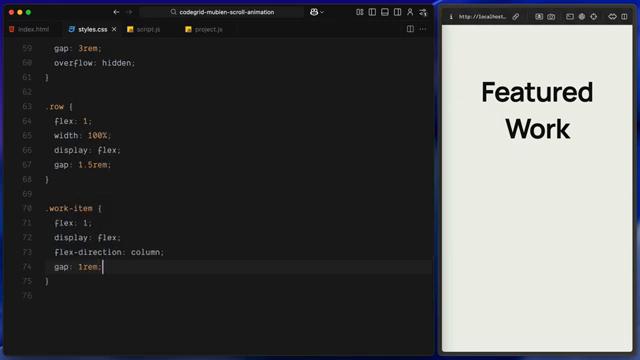 codegrid-mubien-scroll-animation
index.html
styles.css
script.js
project.js
59 gap: 3rem;
60 overflow: hidden;
61 }
62
63 .row {
64 flex: 1;
65 width: 100%;
66 display: flex;
67 gap: 1.5rem;
68 }
69
70 .work-item {
71 flex: 1;
72 display: flex;
73 flex-direction: column;
74 gap: 1rem;
75 }
76
http://localhost...
Featured
Work